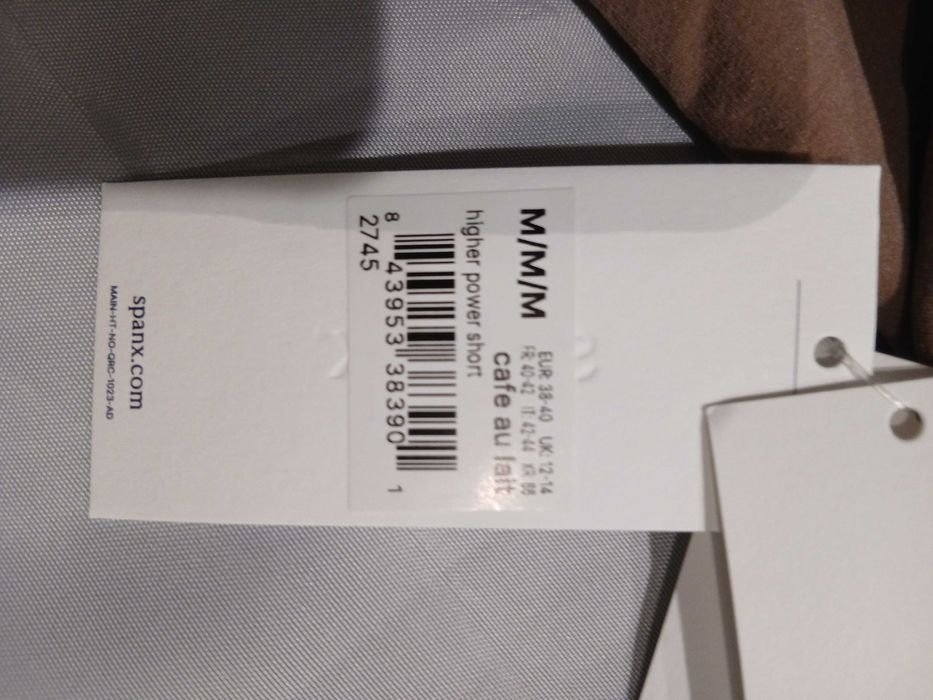 M/M/M
EUR: 38-40 UK: 12-14
FR: 40-42 IT: 42-44 KR: 88
cafe au lait
higher power short
8 43953 38390 1
2745
spanx.com
MAIN-HT-NO-QRC-1023-AD